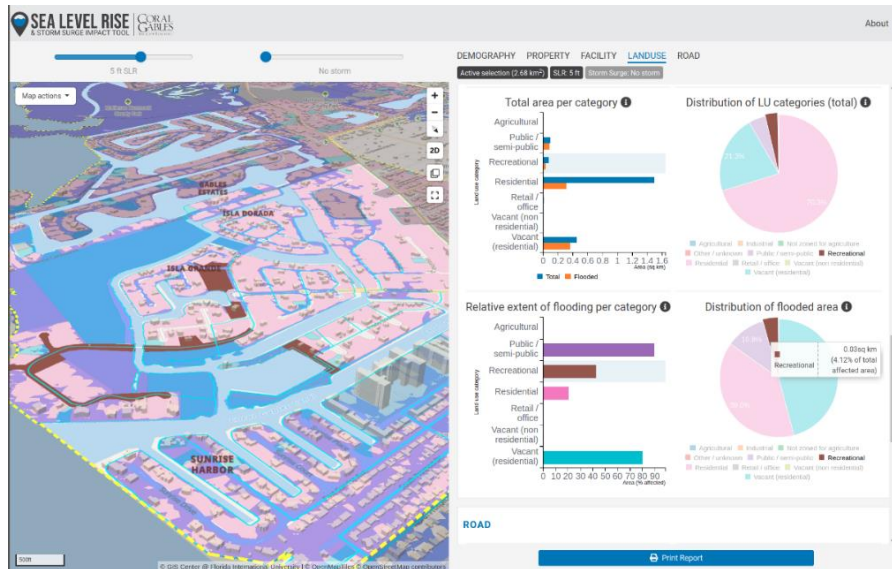 SEA LEVEL RISE
& STORM SURGE IMPACT TOOL
CORAL
GABLES
About
5 ft SLR
No storm
DEMOGRAPHY PROPERTY FACILITY LANDUSE ROAD
Active selection (2.68 km²) SLR: 5 ft Storm Surge: No storm
Map actions
+
−
2D
GABLES
ESTATES
ISLA DORADA
ISLA GRANDE
SUNRISE
HARBOR
500ft
© GIS Center @ Florida International University | © OpenMapTiles © OpenStreetMap contributors
Total area per category
Land use category
Agricultural
Public /
semi-public
Recreational
Residential
Retail /
office
Vacant (non
residential)
Vacant
(residential)
0 0.2 0.4 0.6 0.8 1 1.2 1.4 1.6
Area (sq km)
Total Flooded
Distribution of LU categories (total)
21.3%
Agricultural Industrial Not zoned for agriculture
Other / unknown Public / semi-public Recreational
Residential Retail / office Vacant (non residential)
Vacant (residential)
Relative extent of flooding per category
Land use category
Agricultural
Public /
semi-public
Recreational
Residential
Retail /
office
Vacant (non
residential)
Vacant
(residential)
0 10 20 30 40 50 60 70 80 90
Area (% affected)
Distribution of flooded area
Recreational
0.03sq km
(4.12% of total
affected area)
Agricultural Industrial Not zoned for agriculture
Other / unknown Public / semi-public Recreational
Residential Retail / office Vacant (non residential)
Vacant (residential)
ROAD
Print Report